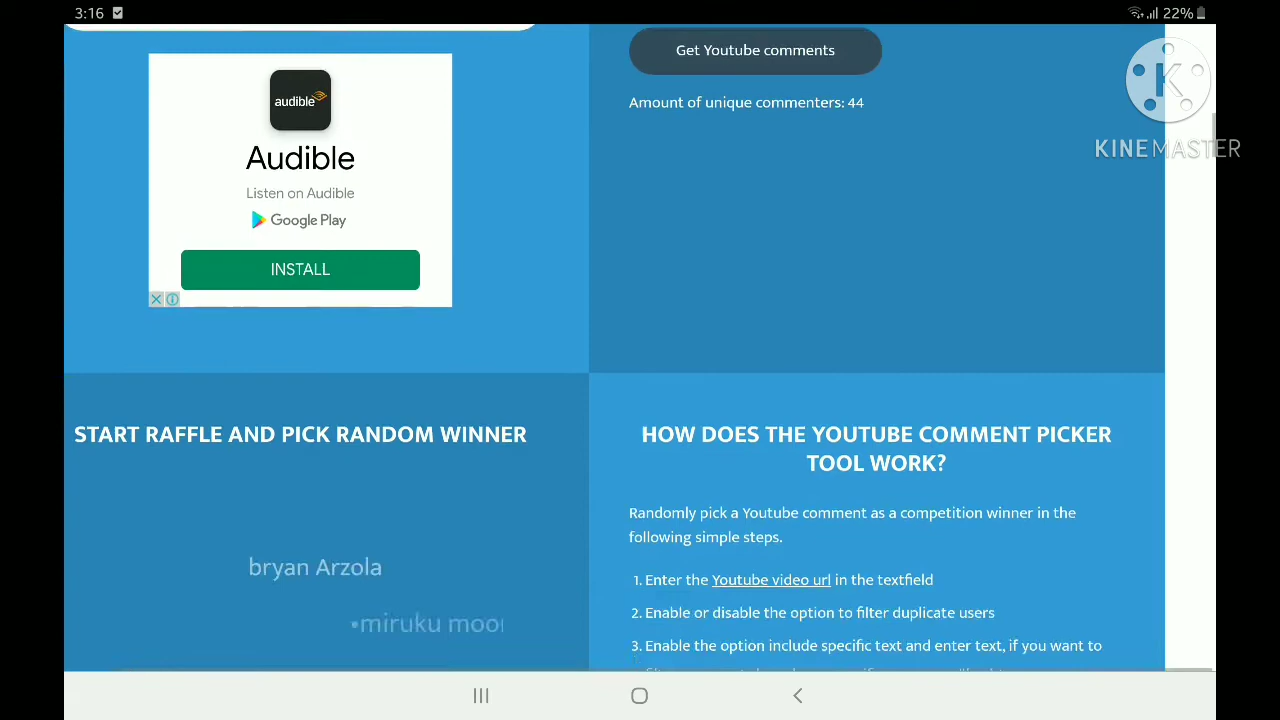 3:16
22%
Get Youtube comments
Amount of unique commenters: 44
K
KINEMASTER
audible
Audible
Listen on Audible
Google Play
INSTALL
START RAFFLE AND PICK RANDOM WINNER
bryan Arzola
•miruku moo
HOW DOES THE YOUTUBE COMMENT PICKER
TOOL WORK?
Randomly pick a Youtube comment as a competition winner in the
following simple steps.
1. Enter the Youtube video url in the textfield
2. Enable or disable the option to filter duplicate users
3. Enable the option include specific text and enter text, if you want to